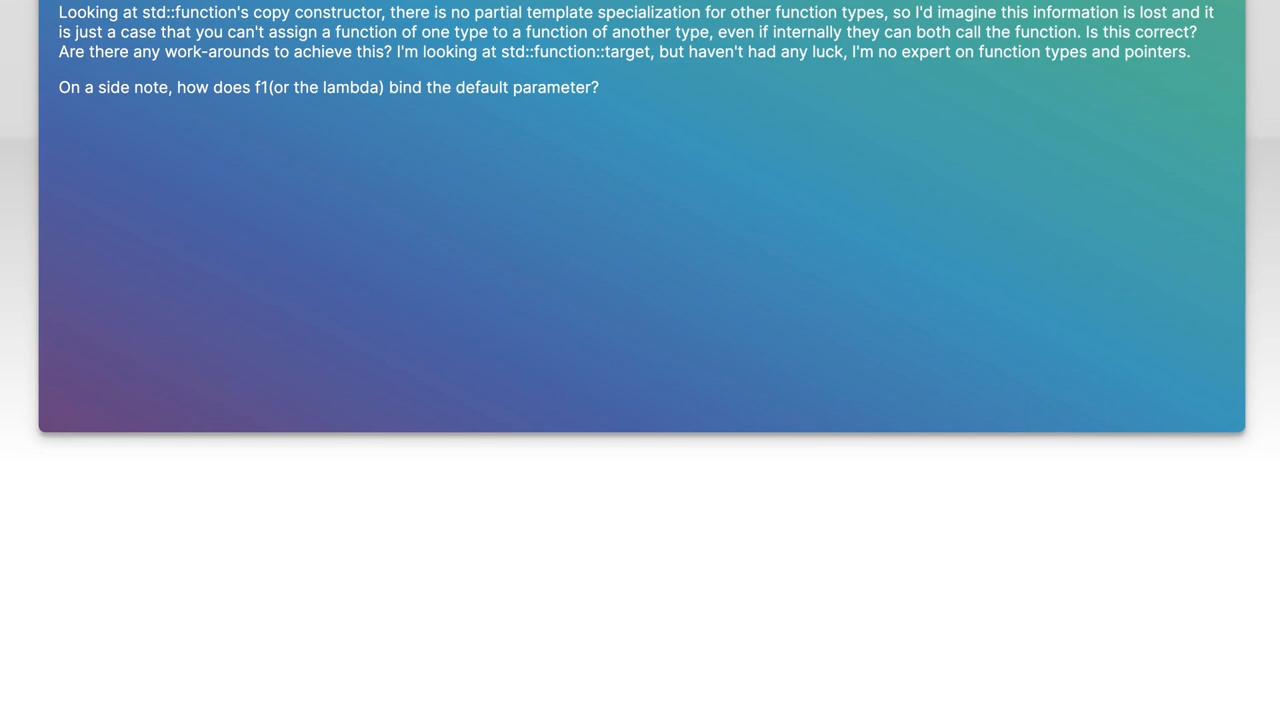 Looking at std::function's copy constructor, there is no partial template specialization for other function types, so I'd imagine this information is lost and it
is just a case that you can't assign a function of one type to a function of another type, even if internally they can both call the function. Is this correct?
Are there any work-arounds to achieve this? I'm looking at std::function::target, but haven't had any luck, I'm no expert on function types and pointers.
On a side note, how does f1(or the lambda) bind the default parameter?